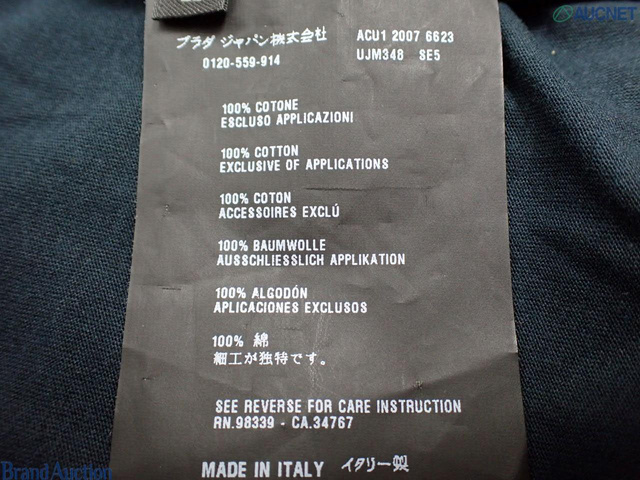 AUCNET
プラダ ジャパン株式会社 ACU1 2007 6623
0120-559-914 UJM348 SE5
100% COTONE
ESCLUSO APPLICAZIONI
100% COTTON
EXCLUSIVE OF APPLICATIONS
100% COTON
ACCESSOIRES EXCLÚ
100% BAUMWOLLE
AUSSCHLIESSLICH APPLIKATION
100% ALGODÓN
APLICACIONES EXCLUSOS
100% 綿
細工が独特です。
SEE REVERSE FOR CARE INSTRUCTION
RN.98339 - CA.34767
MADE IN ITALY イタリー製
Brand Auction